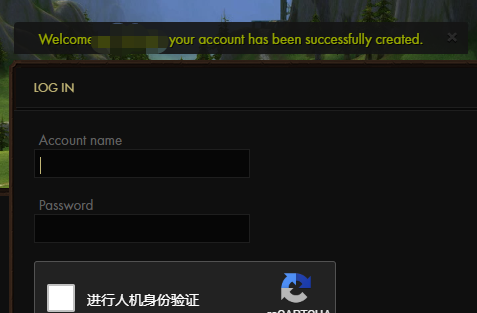 Welcome your account has been successfully created.
×
LOG IN
Account name
Password
进行人机身份验证
reCAPTCHA